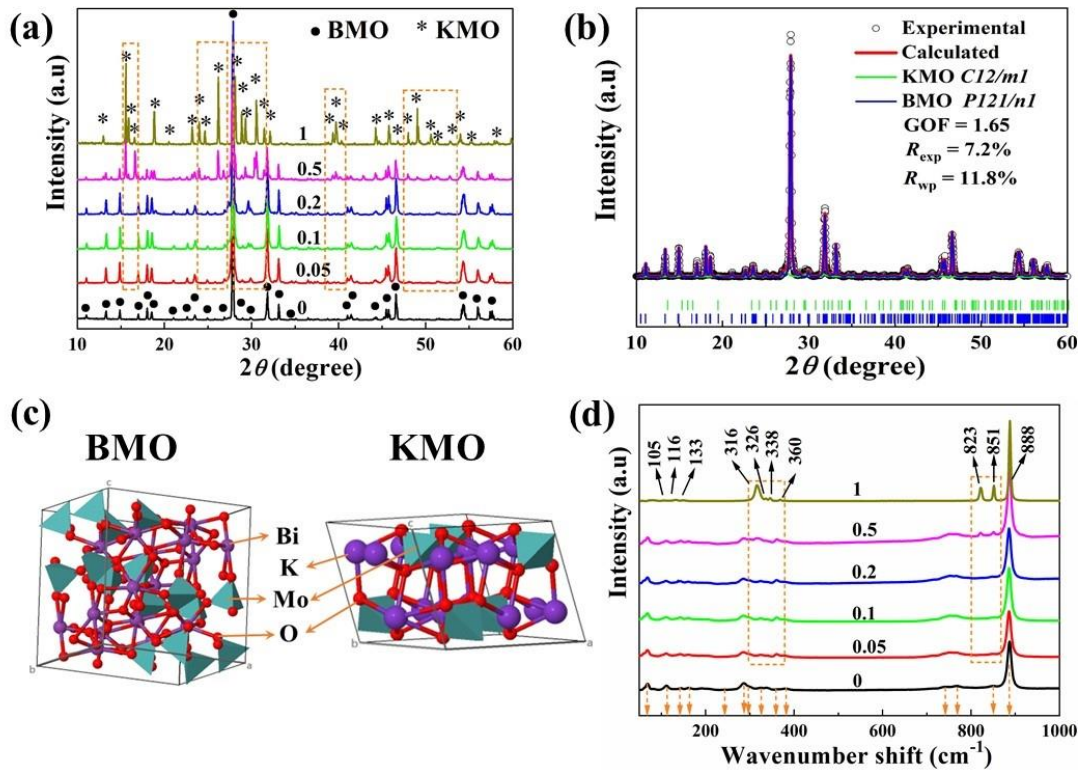 (a)
● BMO * KMO
Intensity (a.u)
1
0.5
0.2
0.1
0.05
0
10 20 30 40 50 60
2θ (degree)
(b)
Experimental
Calculated
KMO C12/m1
BMO P121/n1
GOF = 1.65
Rexp = 7.2%
Rwp = 11.8%
Intensity (a.u)
10 20 30 40 50 60
2θ (degree)
(c)
BMO
KMO
Bi
K
Mo
O
c
b
a
c
b
a
(d)
105
116
133
316
326
338
360
823
851
888
Intensity (a.u)
1
0.5
0.2
0.1
0.05
0
200 400 600 800 1000
Wavenumber shift (cm-1)